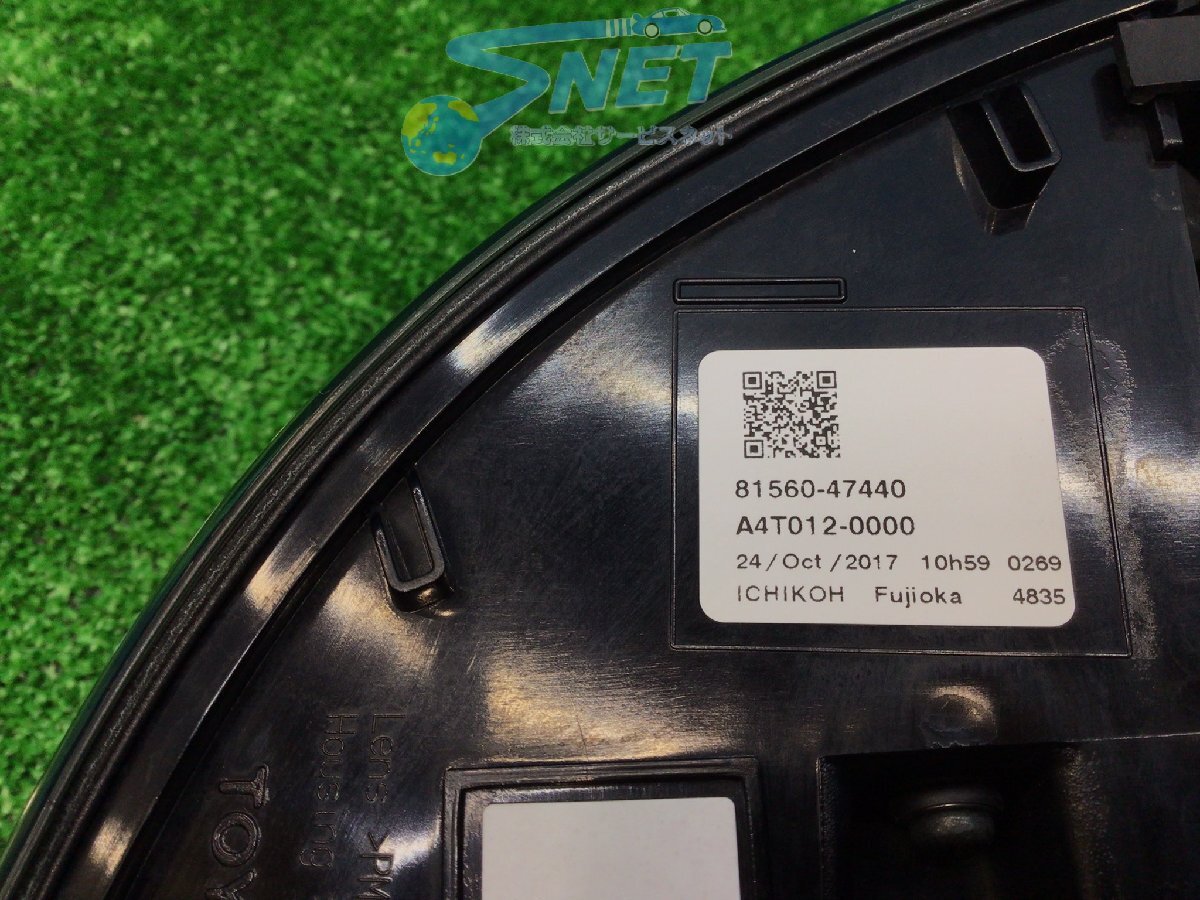 SNET
株式会社サービスネット
81560-47440
A4T012-0000
24/Oct/2017 10h59 0269
ICHIKOH Fujioka 4835
Lens >PM
Housing
TOY